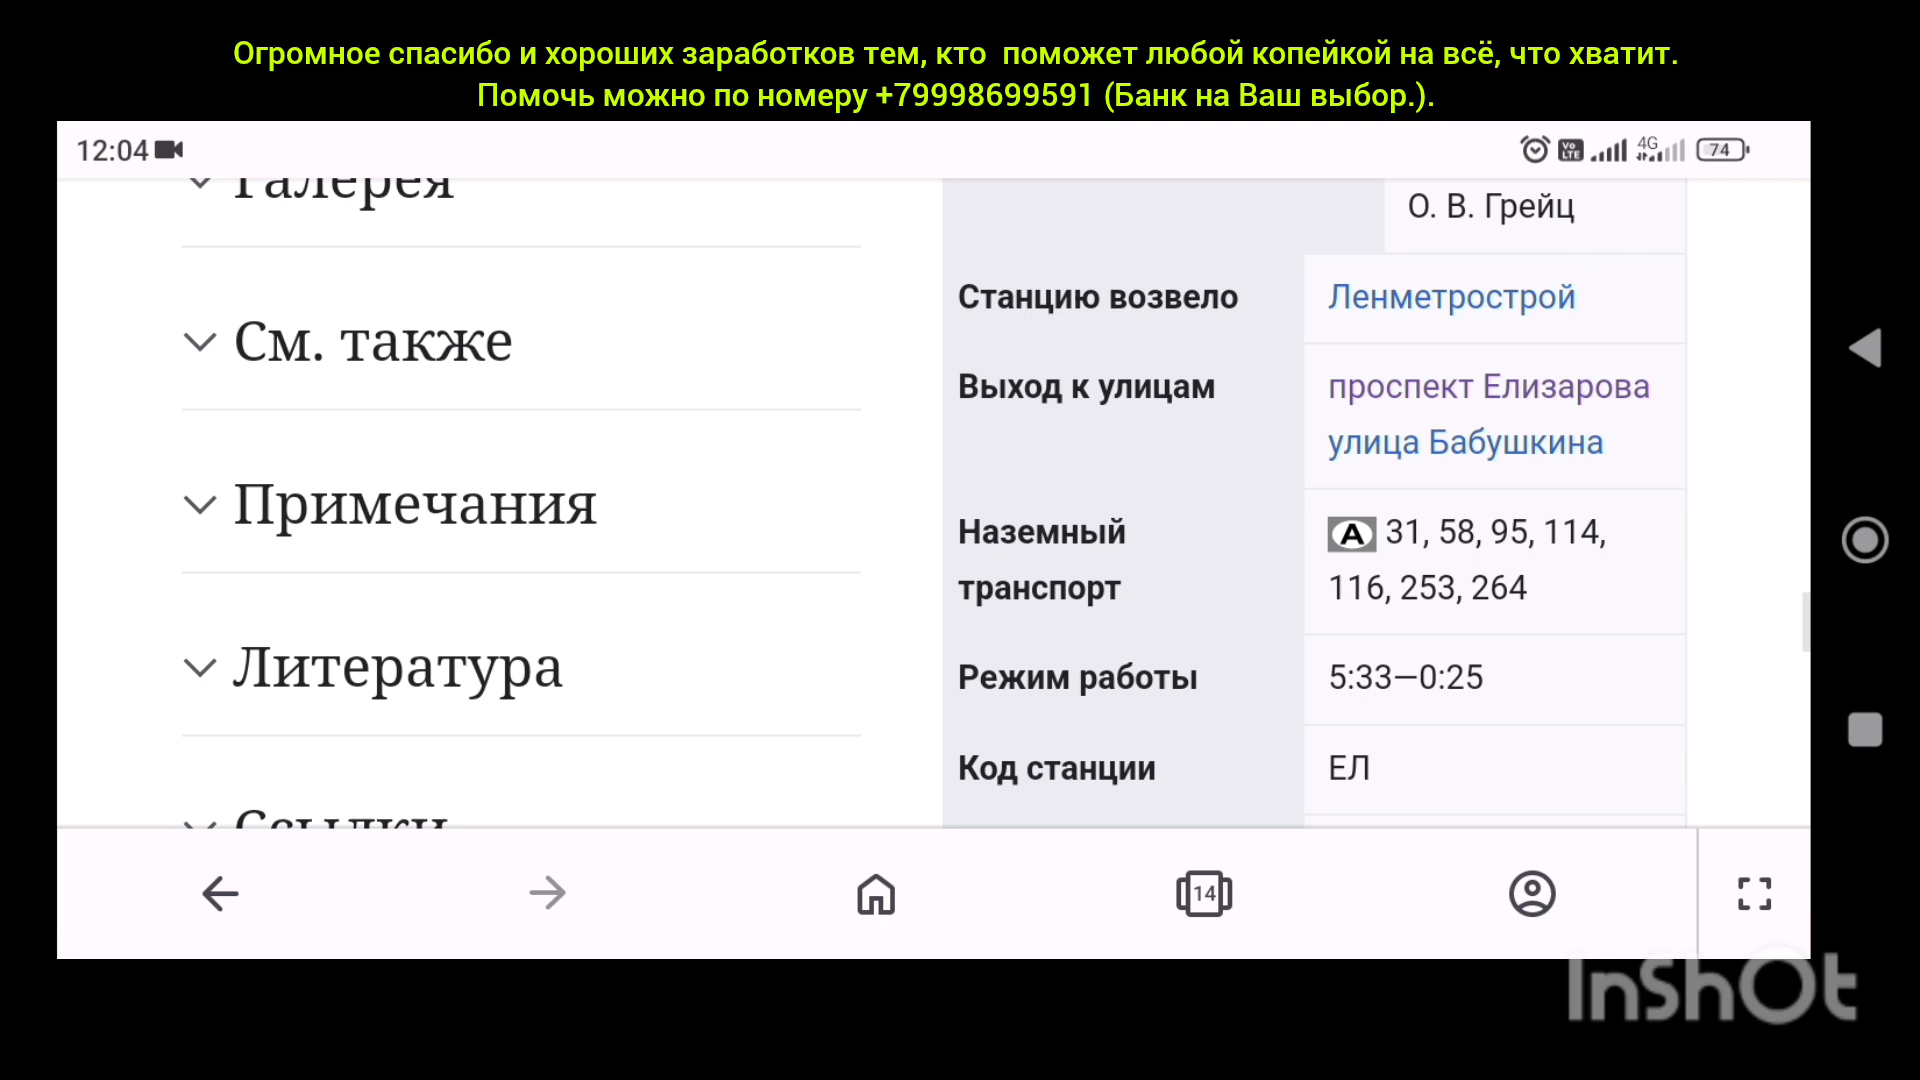 Огромное спасибо и хороших заработков тем, кто  поможет любой копейкой на всё, что хватит.
Помочь можно по номеру +79998699591 (Банк на Ваш выбор.).
12:04
Vo LTE
4G
74
Галерея
См. также
Примечания
Литература
Ссылки
О. В. Грейц
Станцию возвело
Ленметрострой
Выход к улицам
проспект Елизарова
улица Бабушкина
Наземный
транспорт
А 31, 58, 95, 114,
116, 253, 264
Режим работы
5:33—0:25
Код станции
ЕЛ
14
InShOt